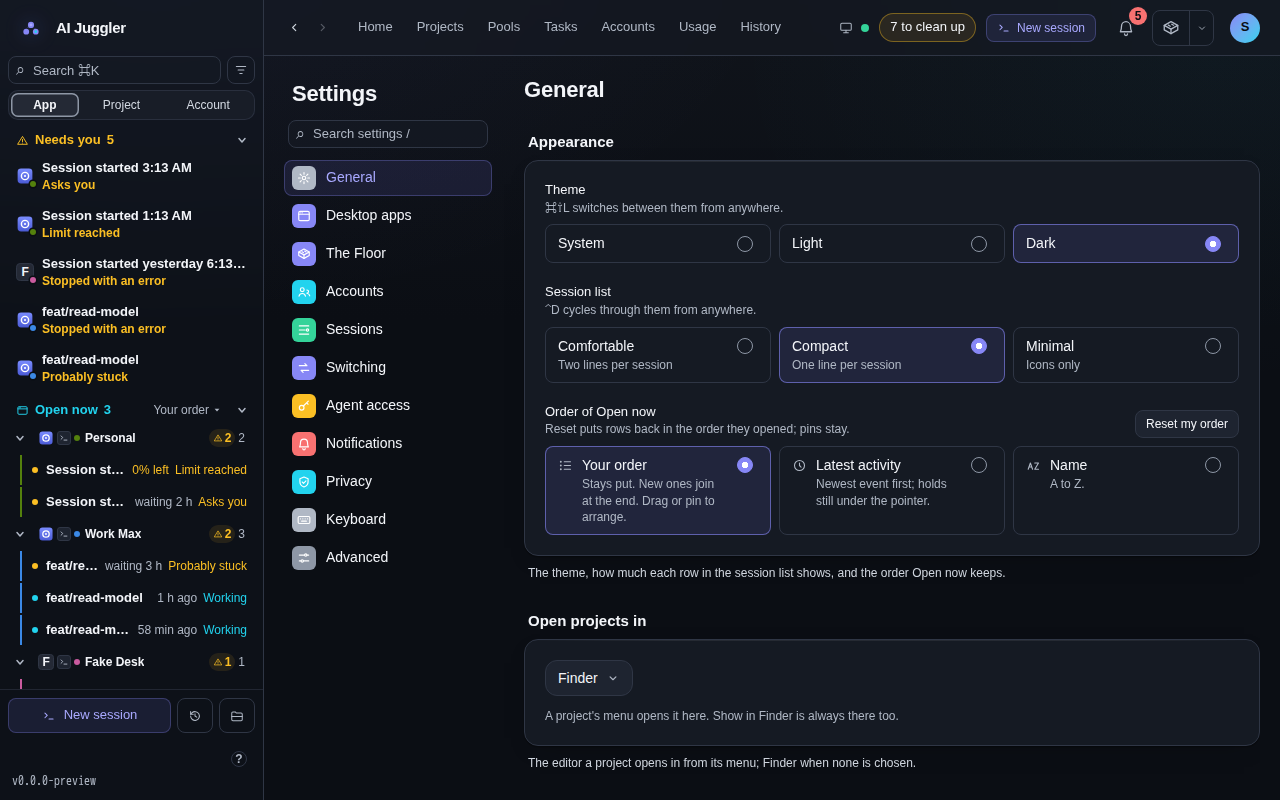 AI Juggler
Search ⌘K
App Project Account
Needs you 5
Session started 3:13 AM
Asks you
Session started 1:13 AM
Limit reached
F Session started yesterday 6:13…
Stopped with an error
feat/read-model
Stopped with an error
feat/read-model
Probably stuck
Open now 3 Your order
Personal 2 2
Session st… 0% left Limit reached
Session st… waiting 2 h Asks you
Work Max 2 3
feat/re… waiting 3 h Probably stuck
feat/read-model 1 h ago Working
feat/read-m… 58 min ago Working
F Fake Desk 1 1
New session
?
v0.0.0-preview
Home Projects Pools Tasks Accounts Usage History
7 to clean up
New session
5
S
Settings
Search settings /
General
Desktop apps
The Floor
Accounts
Sessions
Switching
Agent access
Notifications
Privacy
Keyboard
Advanced
General
Appearance
Theme
⌘⇧L switches between them from anywhere.
System Light Dark
Session list
⌃D cycles through them from anywhere.
Comfortable
Two lines per session
Compact
One line per session
Minimal
Icons only
Order of Open now
Reset puts rows back in the order they opened; pins stay.
Reset my order
Your order
Stays put. New ones join
at the end. Drag or pin to
arrange.
Latest activity
Newest event first; holds
still under the pointer.
AZ Name
A to Z.
The theme, how much each row in the session list shows, and the order Open now keeps.
Open projects in
Finder
A project's menu opens it here. Show in Finder is always there too.
The editor a project opens in from its menu; Finder when none is chosen.